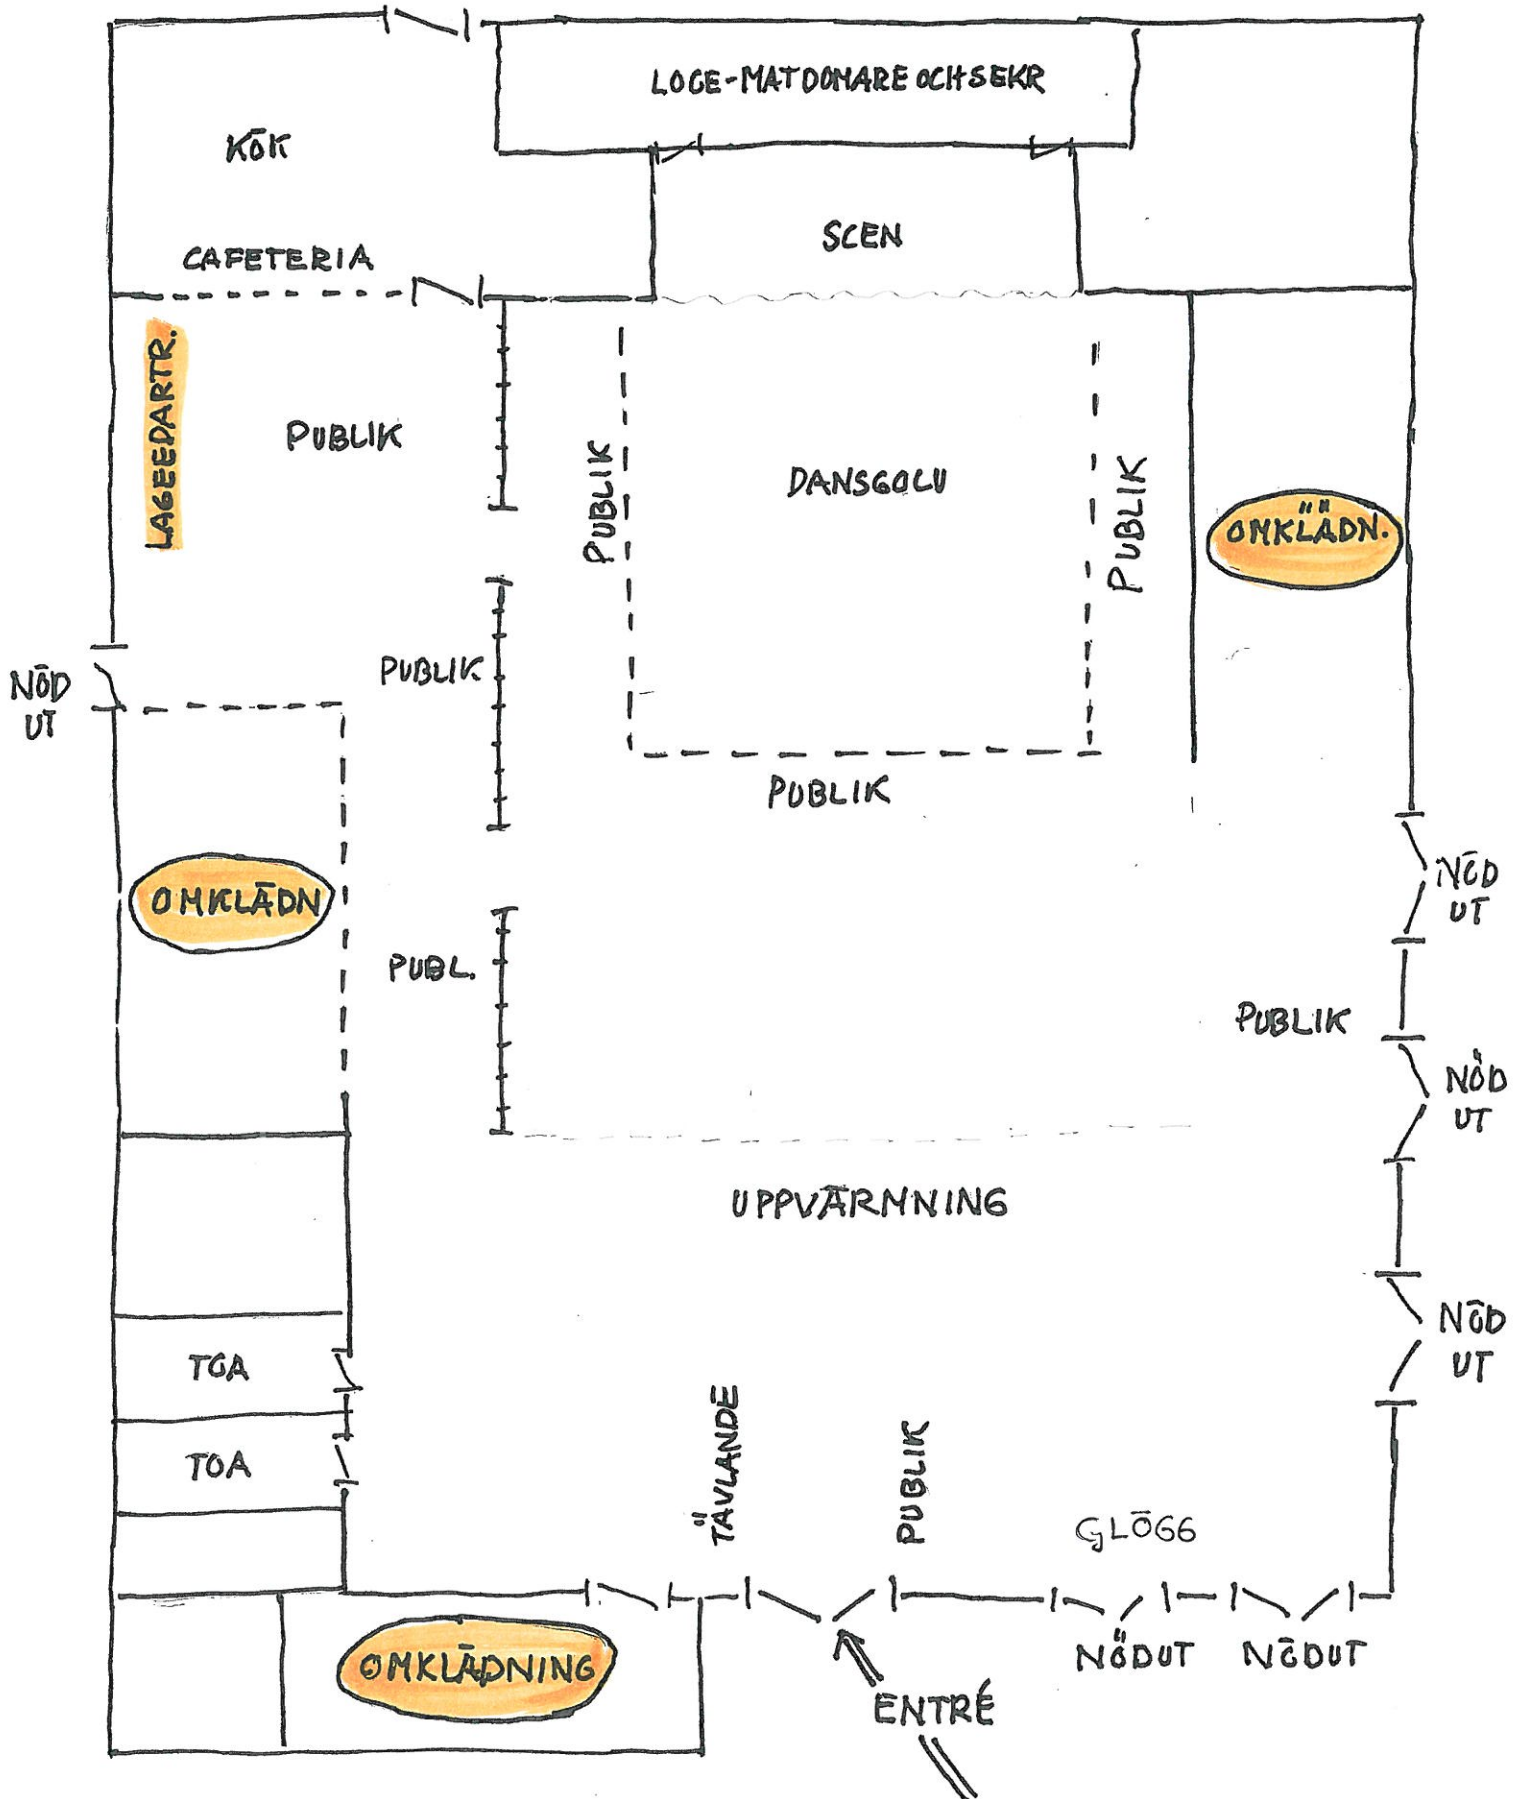 LOGE-MATDOMARE OCH SEKR
KÖK
SCEN
CAFETERIA
LAGEEDARTR.
PUBLIK
PUBLIK
DANSGOLV
PUBLIK
OMKLÄDN.
PUBLIK
NÖD
UT
PUBLIK
OMKLÄDN
NÖD
UT
PUBL.
PUBLIK
NÖD
UT
UPPVÄRMNING
NÖD
UT
TOA
TOA
TÄVLANDE
PUBLIK
GLÖGG
NÖDUT
NÖDUT
OMKLÄDNING
ENTRÉ